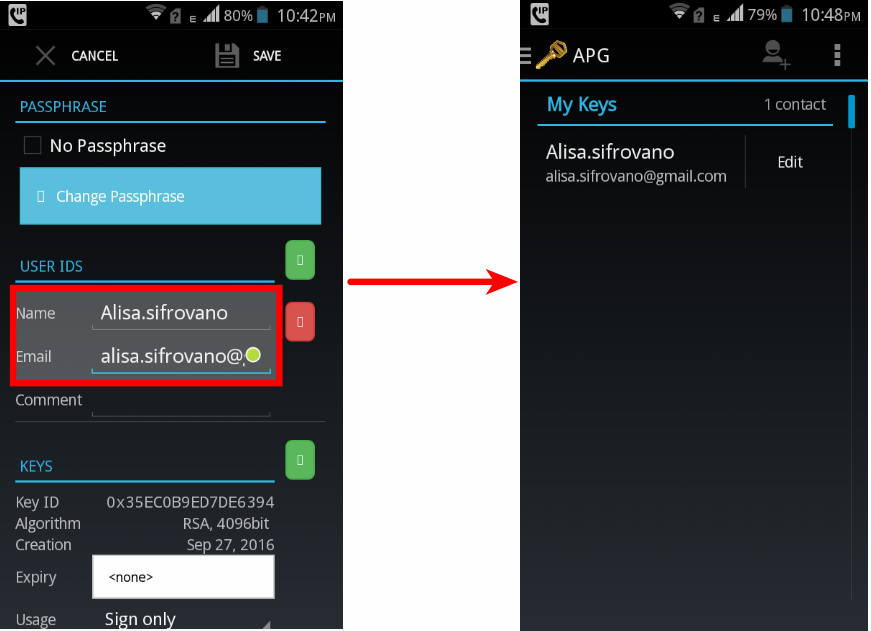 IP
E
80%
10:42PM
CANCEL
SAVE
PASSPHRASE
No Passphrase
Change Passphrase
USER IDS
Name
Alisa.sifrovano
Email
alisa.sifrovano@
Comment
KEYS
Key ID 0x35EC0B9ED7DE6394
Algorithm RSA, 4096bit
Creation Sep 27, 2016
Expiry <none>
Usage Sign only
IP
E
79%
10:48PM
APG
My Keys
1 contact
Alisa.sifrovano
alisa.sifrovano@gmail.com
Edit